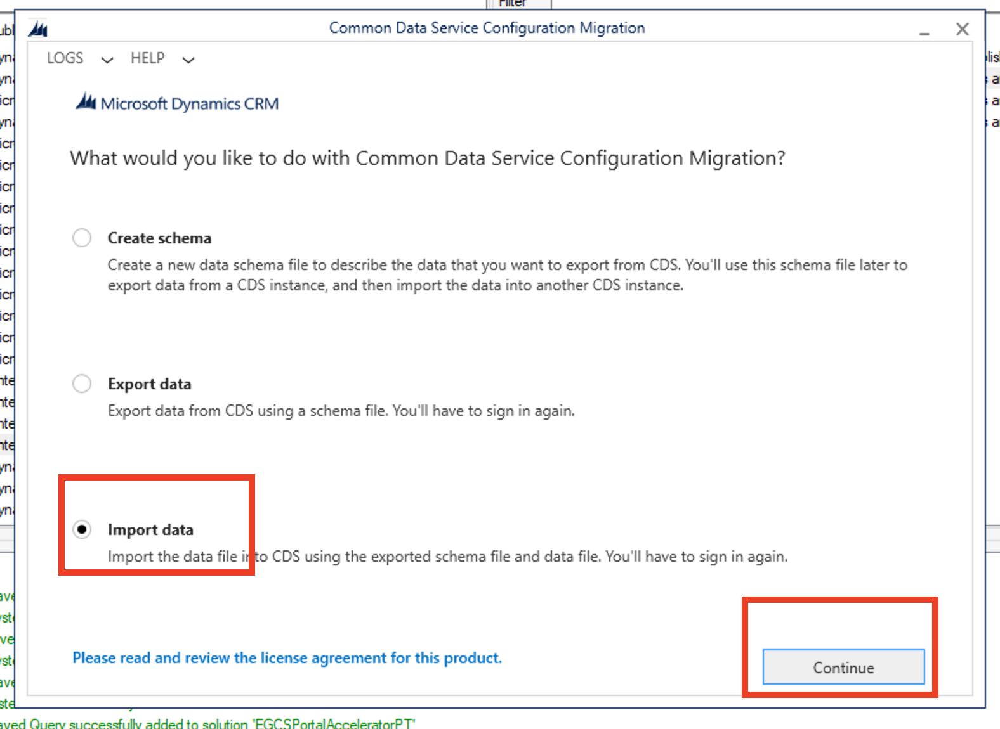 Filter
Common Data Service Configuration Migration
LOGS HELP
Microsoft Dynamics CRM
What would you like to do with Common Data Service Configuration Migration?
Create schema
Create a new data schema file to describe the data that you want to export from CDS. You'll use this schema file later to
export data from a CDS instance, and then import the data into another CDS instance.
Export data
Export data from CDS using a schema file. You'll have to sign in again.
Import data
Import the data file into CDS using the exported schema file and data file. You'll have to sign in again.
Please read and review the license agreement for this product.
Continue
aved Query successfully added to solution 'EGCSPortalAcceleratorPT'